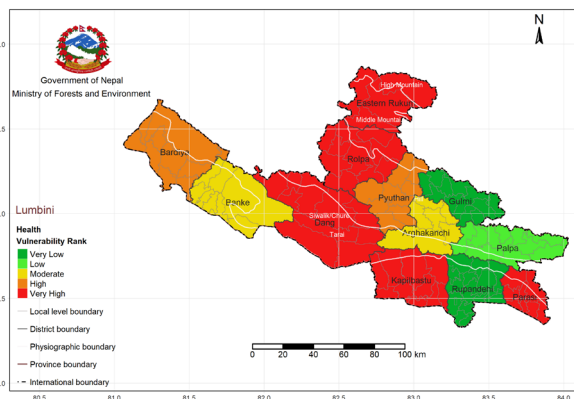 N
Government of Nepal
Ministry of Forests and Environment
High Mountain
Eastern Rukum
Middle Mountain
Rolpa
Bardiya
Pyuthan
Gulmi
Banke
Lumbini
Siwalik/Chure
Dang
Tarai
Arghakanchi
Palpa
Health
Vulnerability Rank
Very Low
Low
Moderate
High
Very High
Kapilbastu
Rupondehi
Parasi
Local level boundary
District boundary
Physiographic boundary
Province boundary
International boundary
0 20 40 60 80 100 km
80.5 81.0 81.5 82.0 82.5 83.0 83.5 84.0